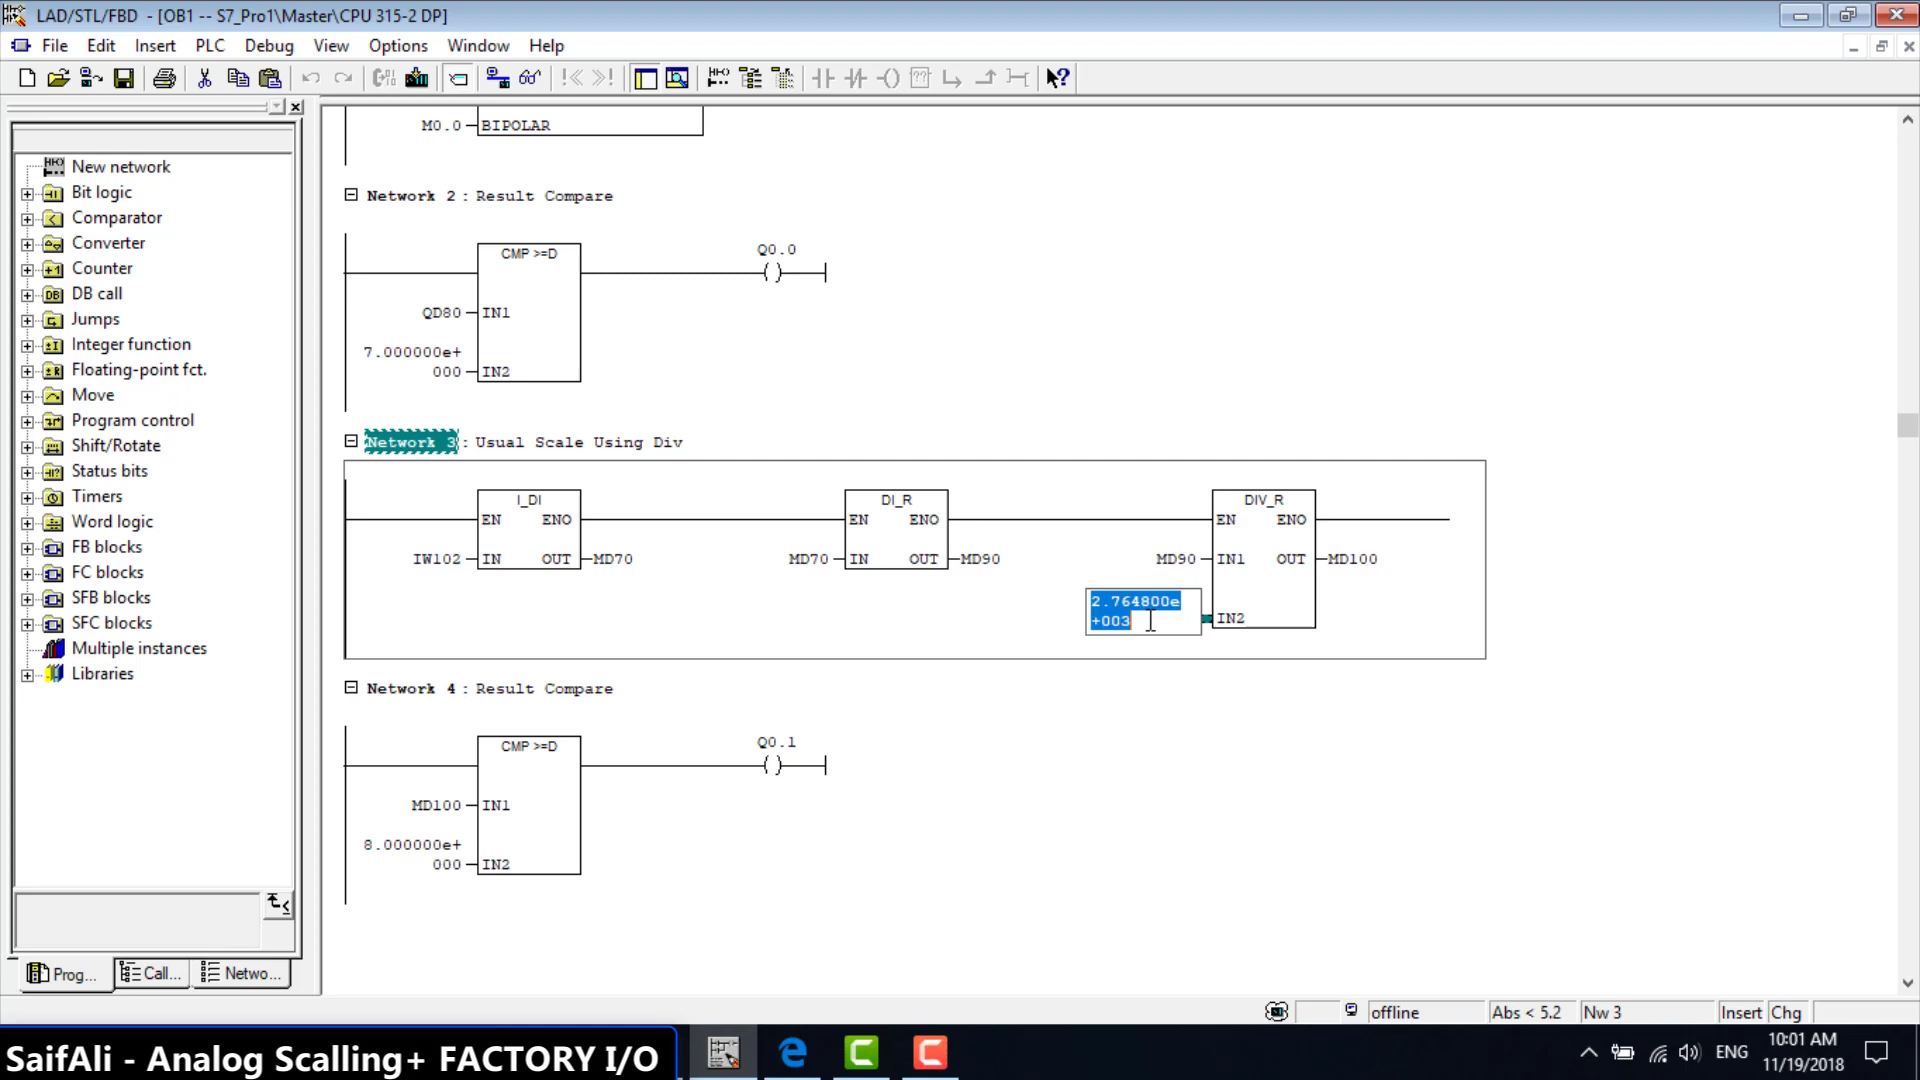 LAD/STL/FBD - [OB1 -- S7_Pro1\Master\CPU 315-2 DP]
File Edit Insert PLC Debug View Options Window Help
New network
Bit logic
Comparator
Converter
Counter
DB call
Jumps
Integer function
Floating-point fct.
Move
Program control
Shift/Rotate
Status bits
Timers
Word logic
FB blocks
FC blocks
SFB blocks
SFC blocks
Multiple instances
Libraries
Prog... Call... Netwo...
M0.0 BIPOLAR
Network 2 : Result Compare
CMP >=D Q0.0
QD80 IN1
7.000000e+
000 IN2
Network 3 : Usual Scale Using Div
I_DI DI_R DIV_R
EN ENO EN ENO EN ENO
IW102 IN OUT MD70 MD70 IN OUT MD90 MD90 IN1 OUT MD100
2.764800e
+003 IN2
Network 4 : Result Compare
CMP >=D Q0.1
MD100 IN1
8.000000e+
000 IN2
offline Abs < 5.2 Nw 3 Insert Chg
SaifAli - Analog Scalling+ FACTORY I/O
ENG 10:01 AM
11/19/2018